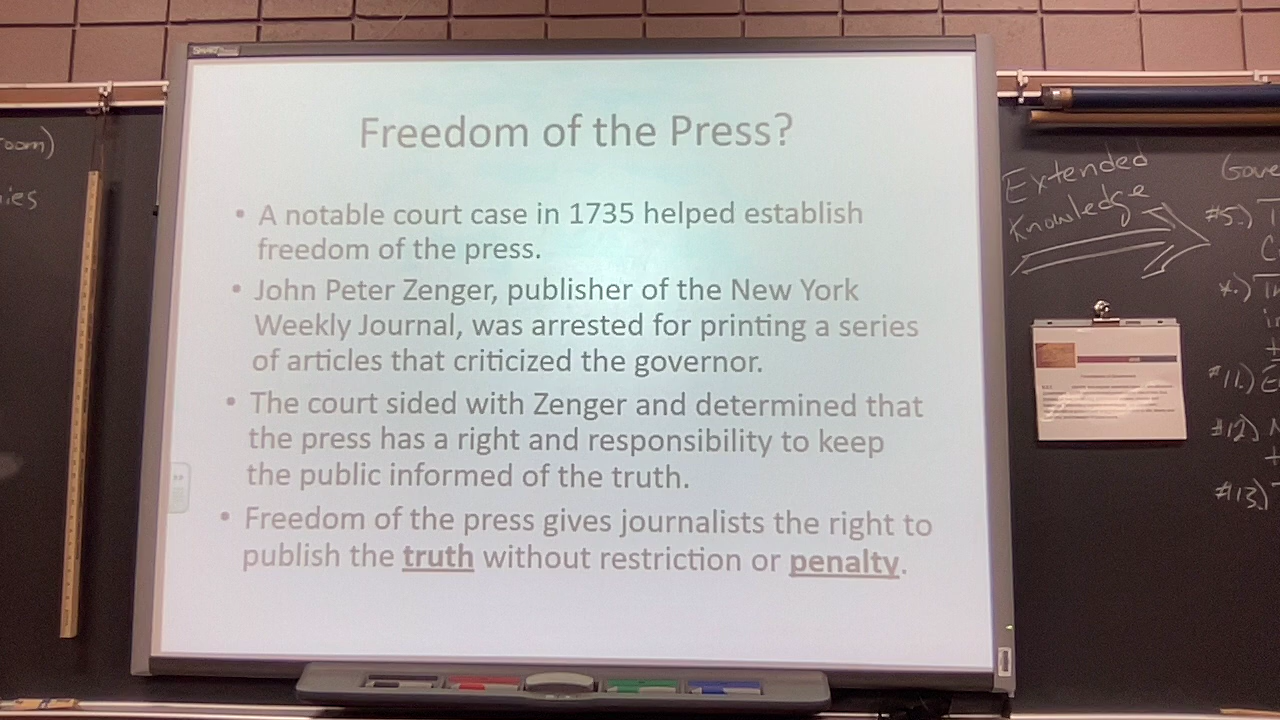 SMART
Freedom of the Press?
• A notable court case in 1735 helped establish
freedom of the press.
• John Peter Zenger, publisher of the New York
Weekly Journal, was arrested for printing a series
of articles that criticized the governor.
• The court sided with Zenger and determined that
the press has a right and responsibility to keep
the public informed of the truth.
• Freedom of the press gives journalists the right to
publish the truth without restriction or penalty.
oom)
ies
Extended
Knowledge
Gove
#5.) T
C
*.)
#11.) E
#12.)
#13.)